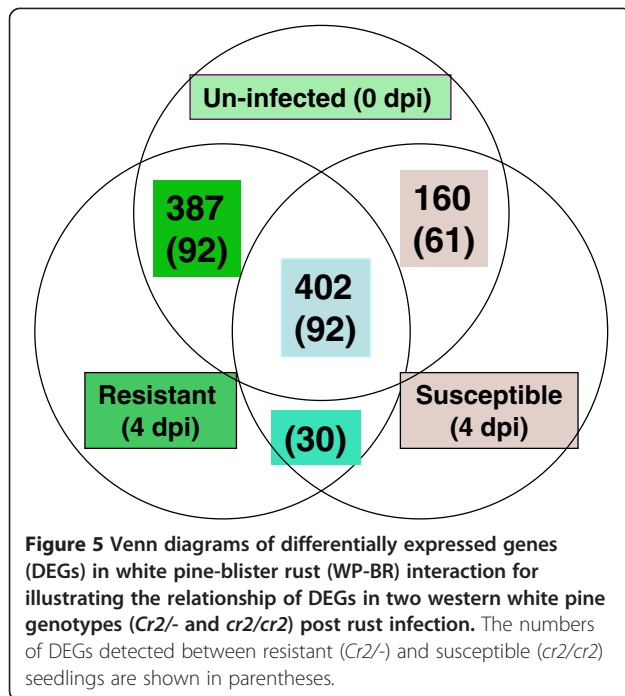 Un-infected (0 dpi)
387
(92)
160
(61)
402
(92)
Resistant
(4 dpi)
Susceptible
(4 dpi)
(30)
Figure 5 Venn diagrams of differentially expressed genes
(DEGs) in white pine-blister rust (WP-BR) interaction for
illustrating the relationship of DEGs in two western white pine
genotypes (Cr2/- and cr2/cr2) post rust infection. The numbers
of DEGs detected between resistant (Cr2/-) and susceptible (cr2/cr2)
seedlings are shown in parentheses.